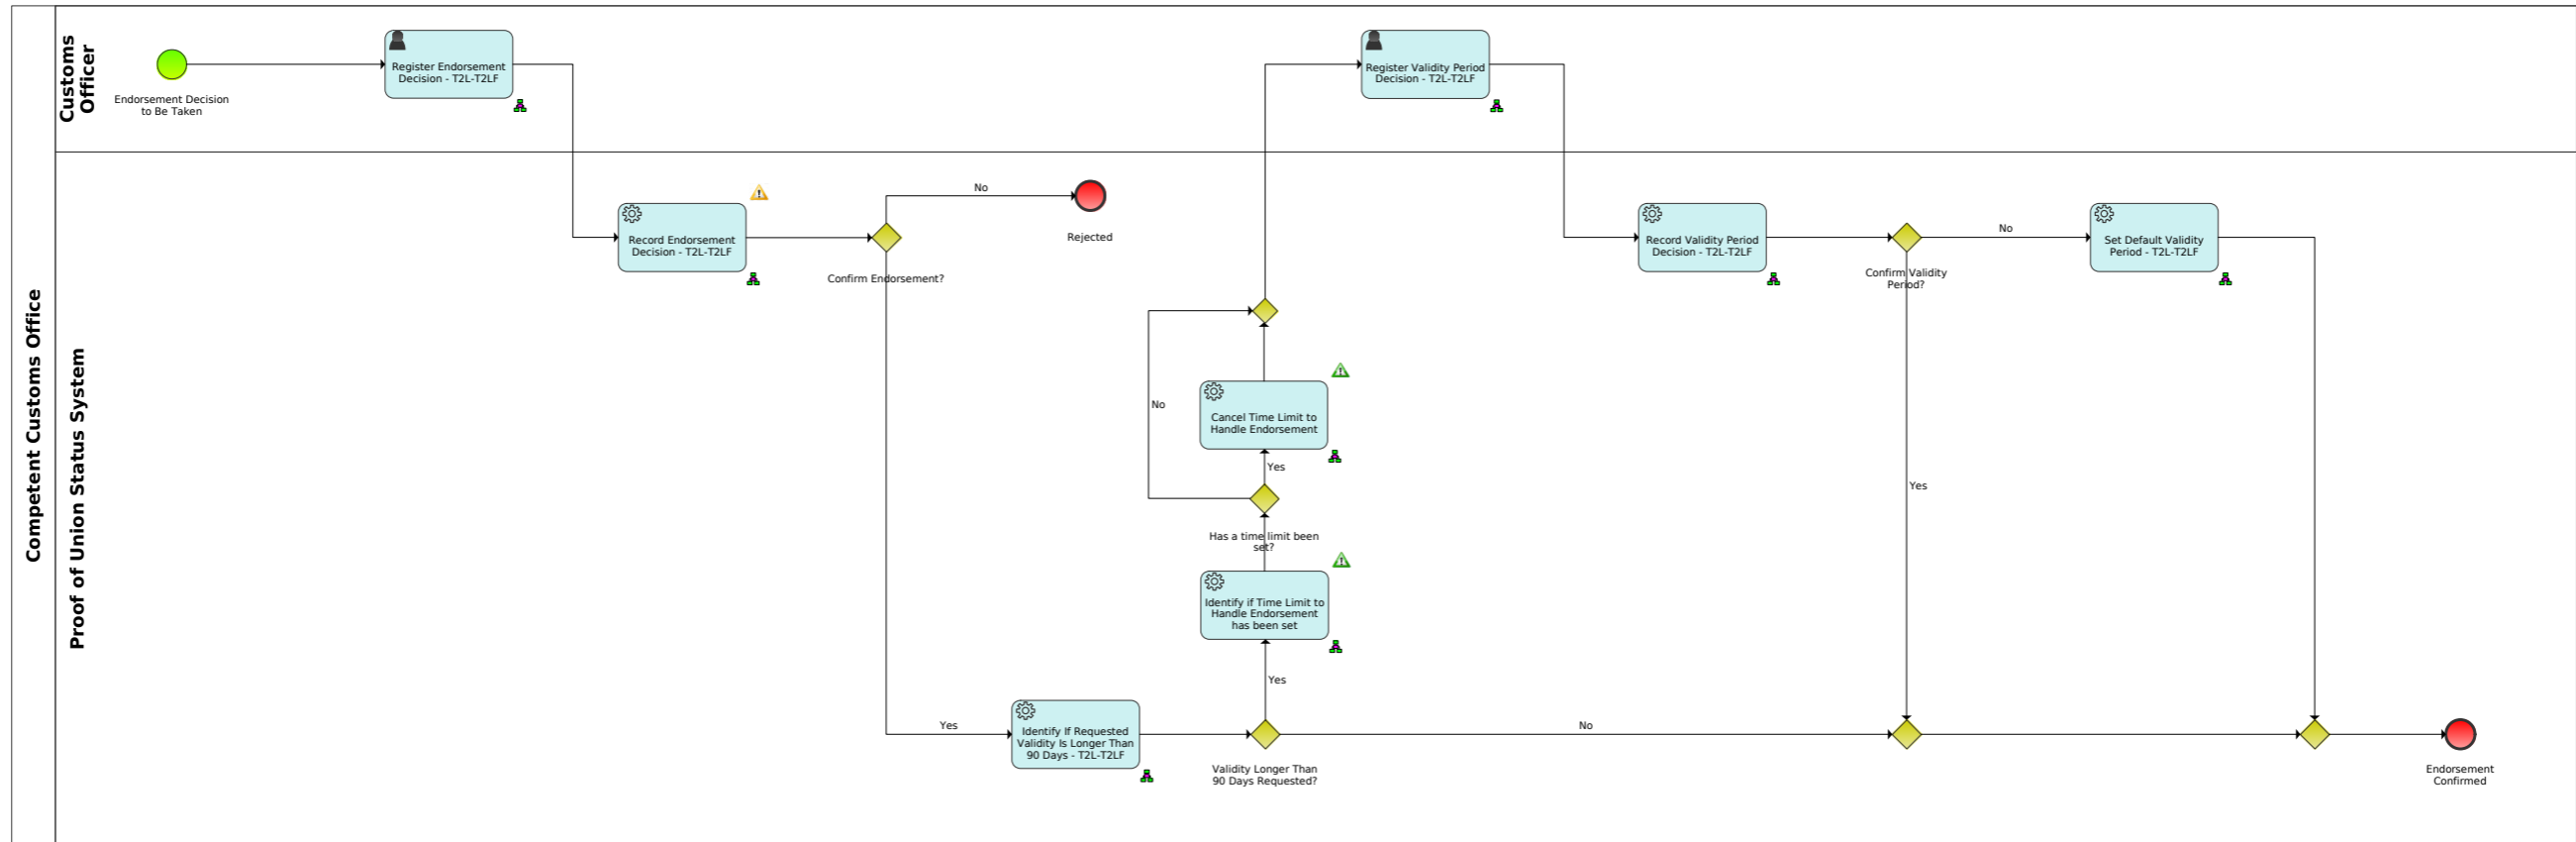 Competent Customs Office
Customs
Officer
Endorsement Decision
to Be Taken
Register Endorsement
Decision - T2L-T2LF
Register Validity Period
Decision - T2L-T2LF
Proof of Union Status System
Record Endorsement
Decision - T2L-T2LF
Confirm Endorsement?
No
Rejected
Record Validity Period
Decision - T2L-T2LF
Confirm Validity
Period?
No
Set Default Validity
Period - T2L-T2LF
No
Cancel Time Limit to
Handle Endorsement
Yes
Has a time limit been
set?
Yes
Identify if Time Limit to
Handle Endorsement
has been set
Yes
Yes
Identify If Requested
Validity Is Longer Than
90 Days - T2L-T2LF
Validity Longer Than
90 Days Requested?
No
Endorsement
Confirmed